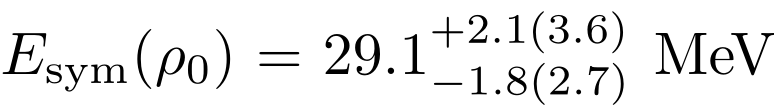 E_sym(ρ_0) = 29.1^{+2.1(3.6)}_{−1.8(2.7)} MeV